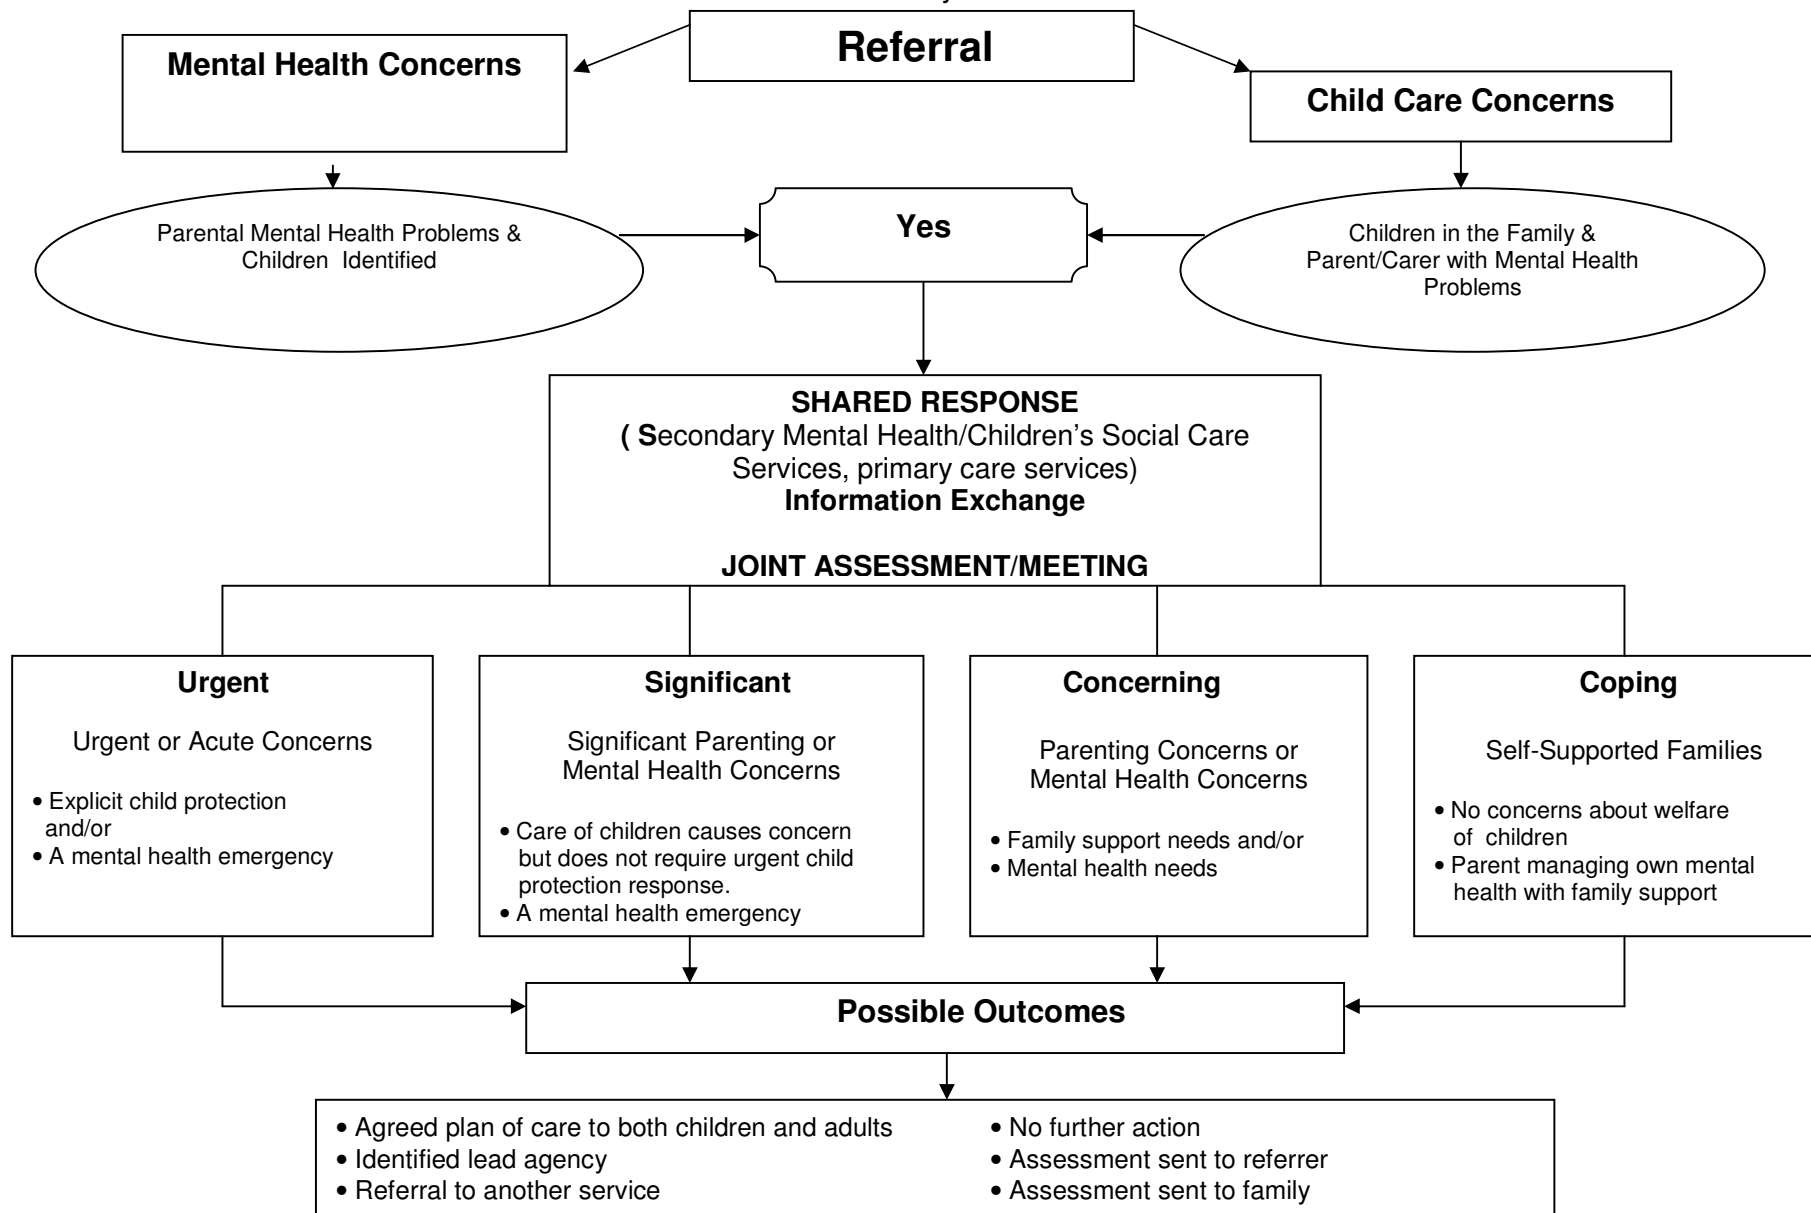 Referral
Mental Health Concerns
Child Care Concerns
Parental Mental Health Problems &
Children Identified
Yes
Children in the Family &
Parent/Carer with Mental Health
Problems
SHARED RESPONSE
( Secondary Mental Health/Children's Social Care
Services, primary care services)
Information Exchange
JOINT ASSESSMENT/MEETING
Urgent
Urgent or Acute Concerns
• Explicit child protection
and/or
• A mental health emergency
Significant
Significant Parenting or
Mental Health Concerns
• Care of children causes concern
but does not require urgent child
protection response.
• A mental health emergency
Concerning
Parenting Concerns or
Mental Health Concerns
• Family support needs and/or
• Mental health needs
Coping
Self-Supported Families
• No concerns about welfare
of children
• Parent managing own mental
health with family support
Possible Outcomes
• Agreed plan of care to both children and adults
• Identified lead agency
• Referral to another service
• No further action
• Assessment sent to referrer
• Assessment sent to family